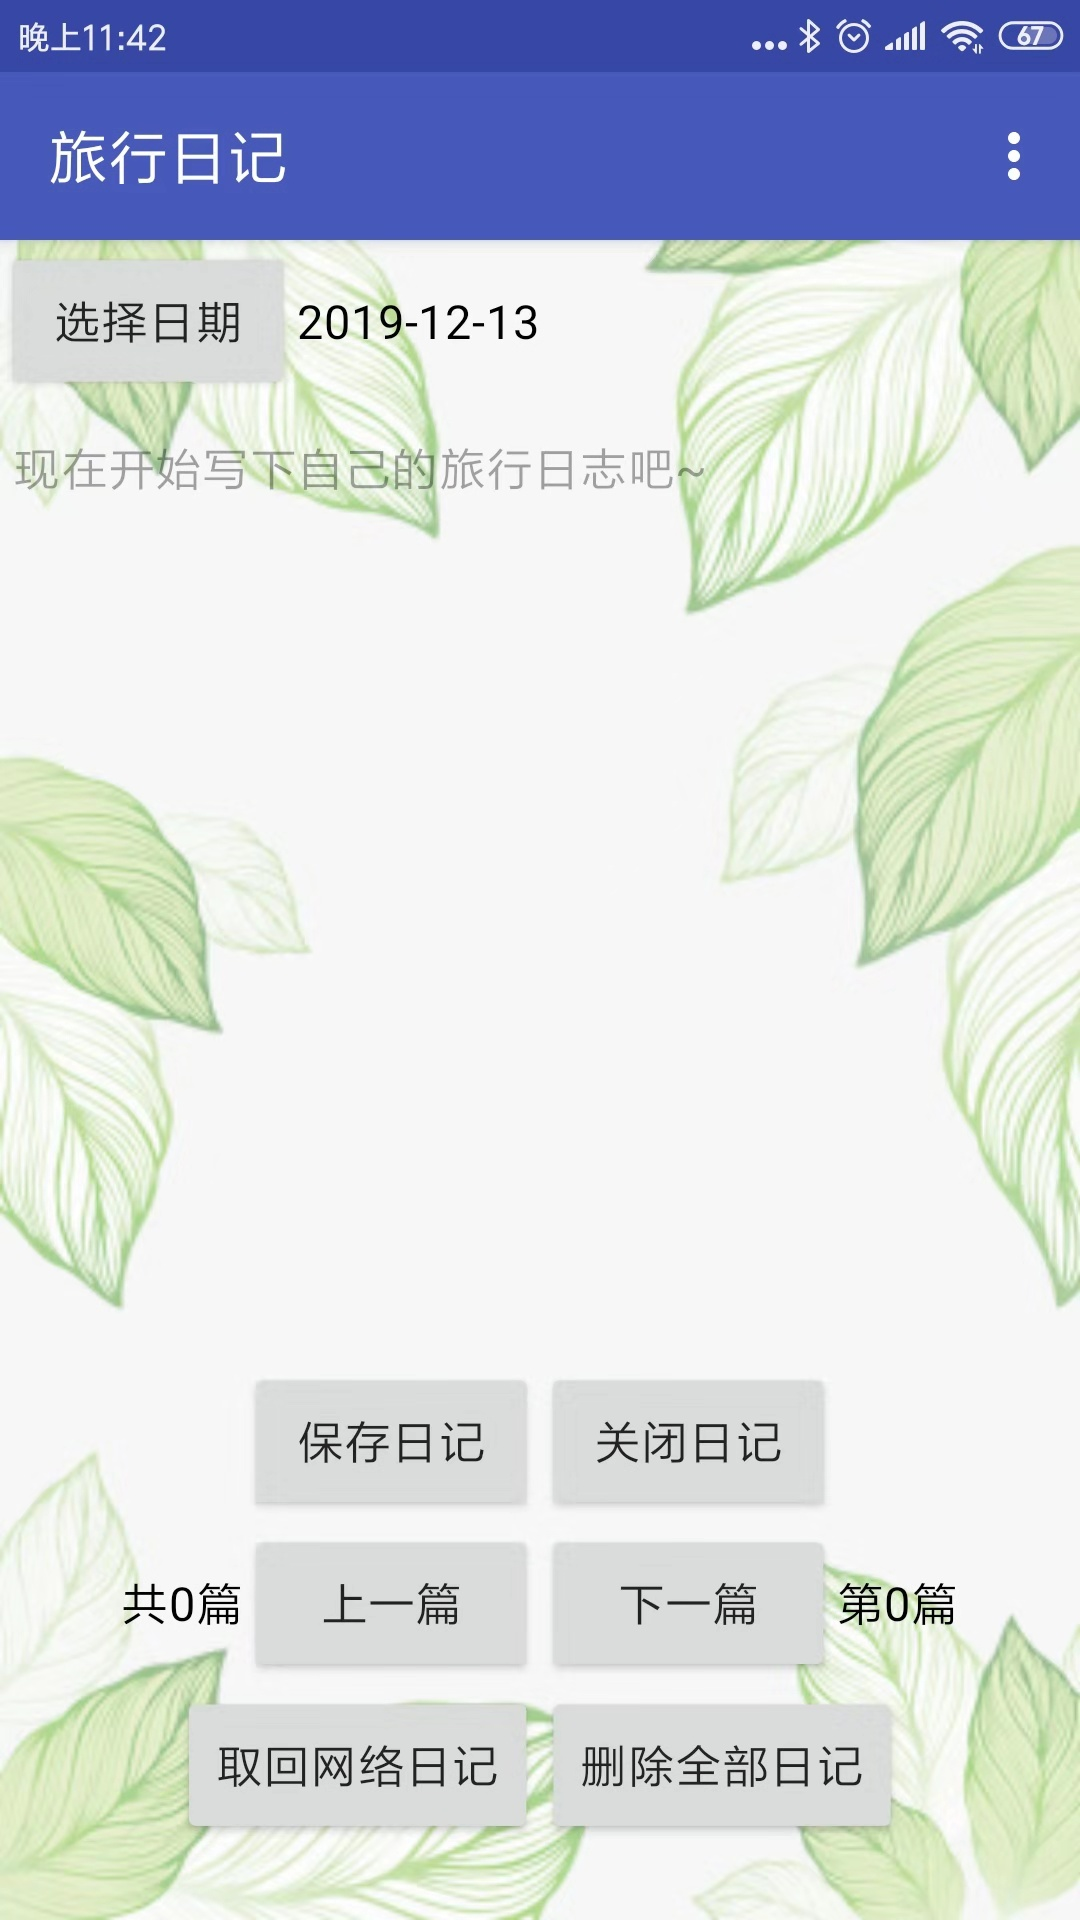 晚上11:42 67
旅行日记
选择日期 2019-12-13
现在开始写下自己的旅行日志吧~
保存日记 关闭日记
共0篇 上一篇 下一篇 第0篇
取回网络日记 删除全部日记